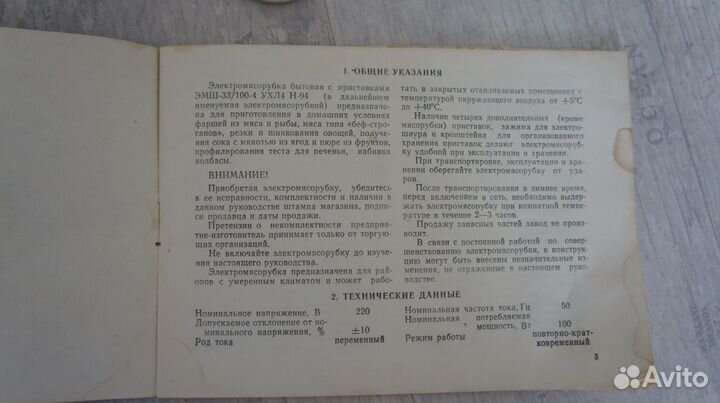 1. ОБЩИЕ УКАЗАНИЯ
Электромясорубка бытовая с приставками
ЭМШ-33/100-4 УХЛ4 Н-94 (в дальнейшем
именуемая электромясорубкой) предназначе-
на для приготовления в домашних условиях
фаршей из мяса и рыбы, мяса типа «беф-стро-
ганов», резки и шинкования овощей, получе-
ния сока с мякотью из ягод и пюре из фруктов,
профилирования теста для печенья, набивки
колбасы.
ВНИМАНИЕ!
Приобретая электромясорубку, убедитесь
в ее исправности, комплектности и наличии в
данном руководстве штампа магазина, подпи-
си продавца и даты продажи.
Претензии о некомплектности предприя-
тие-изготовитель принимает только от торгую-
щих организаций.
Не включайте электромясорубку до изуче-
ния настоящего руководства.
Электромясорубка предназначена для рай-
онов с умеренным климатом и может рабо-
тать в закрытых отапливаемых помещениях с
температурой окружающего воздуха от +5°С
до +40°С.
Наличие четырех дополнительных (кроме
мясорубки) приставок, зажима для электро-
шнура и кронштейна для организованного
хранения приставок делают электромясоруб-
ку удобной при эксплуатации и хранении.
При транспортировке, эксплуатации и хра-
нении оберегайте электромясорубку от уда-
ров.
После транспортирования в зимнее время,
перед включением в сеть, необходимо выдер-
жать электромясорубку при комнатной темпе-
ратуре в течение 2—3 часов.
Продажу запасных частей завод не произ-
водит.
В связи с постоянной работой по совер-
шенствованию электромясорубки, в конструк-
цию могут быть внесены незначительные из-
менения, не отраженные в настоящем руко-
водстве.
2. ТЕХНИЧЕСКИЕ ДАННЫЕ
Номинальное напряжение, В 220
Допускаемое отклонение от но-
минального напряжения, % ±10
Род тока переменный
Номинальная частота тока, Гц 50
Номинальная потребляемая
мощность, Вт 100
Режим работы повторно-крат-
ковременный
3
Avito